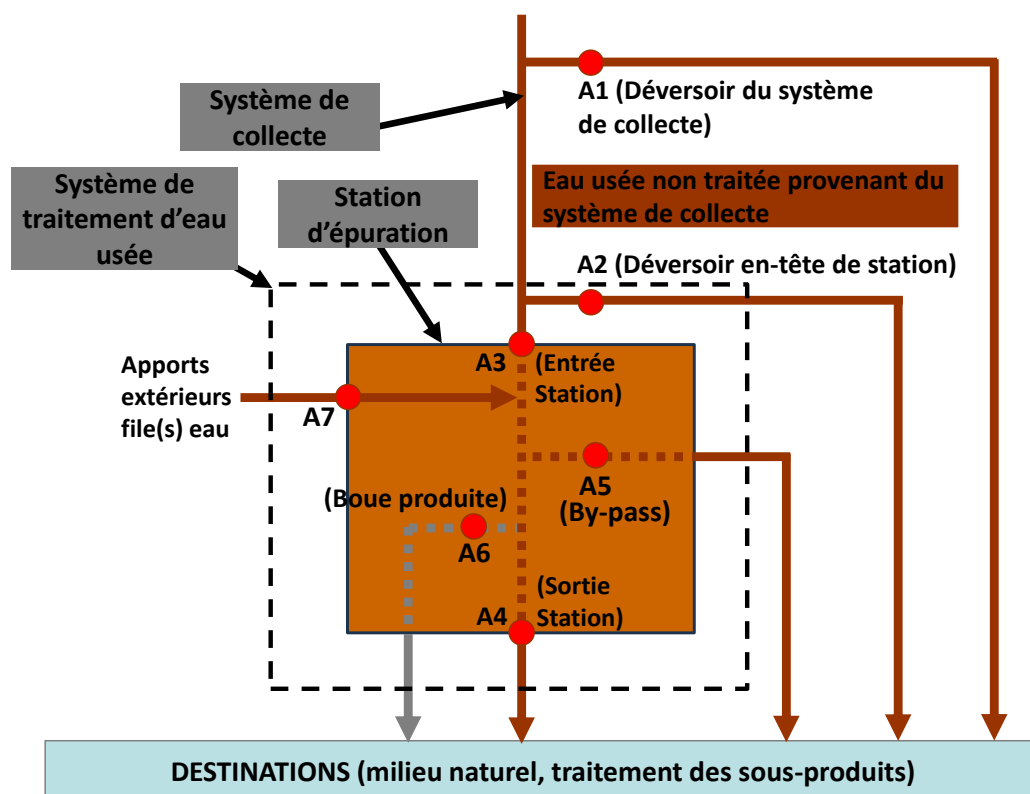 A1 (Déversoir du système
de collecte)
Système de
collecte
Eau usée non traitée provenant du
système de collecte
Système de
traitement d’eau
usée
Station
d’épuration
A2 (Déversoir en-tête de station)
A3
(Entrée
Station)
Apports
extérieurs
file(s) eau
A7
A5
(By-pass)
(Boue produite)
A6
(Sortie
Station)
A4
DESTINATIONS (milieu naturel, traitement des sous-produits)